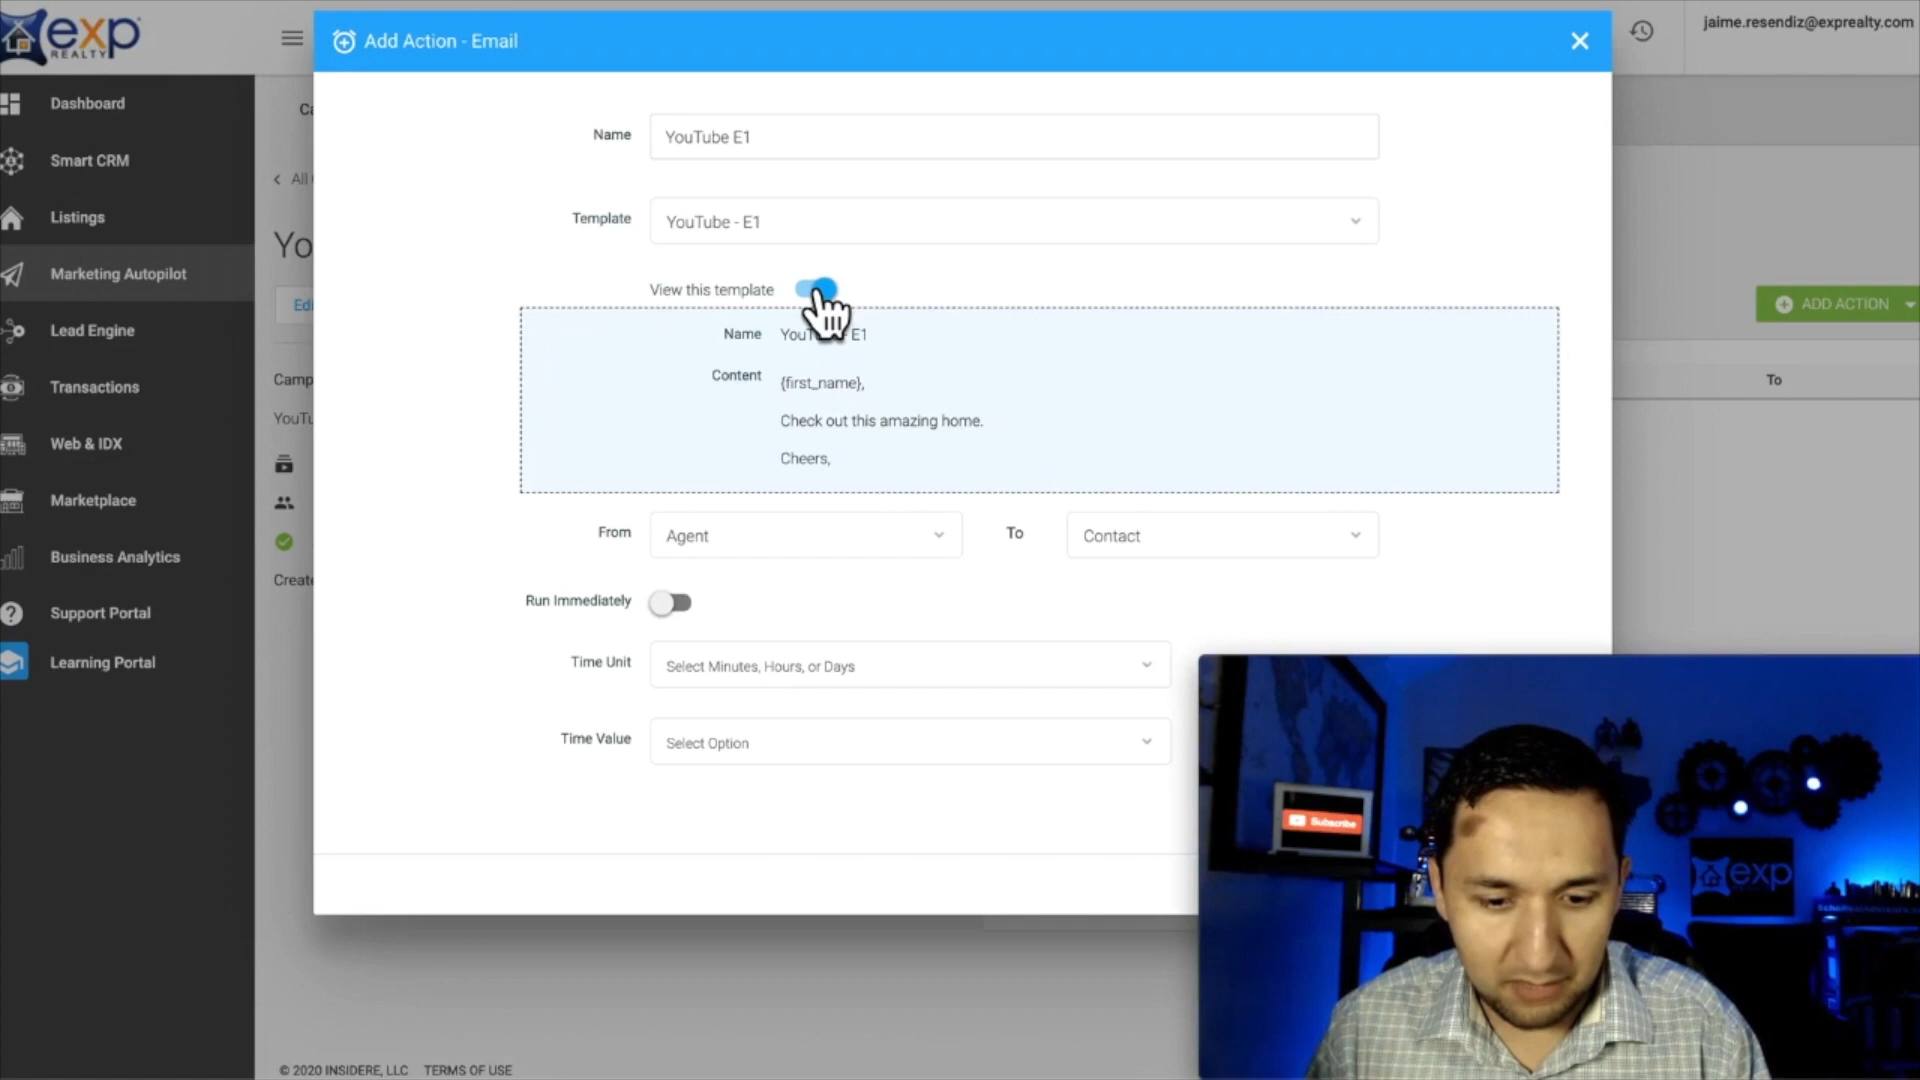 exp
REALTY
Add Action - Email
jaime.resendiz@exprealty.com
Dashboard
Smart CRM
Listings
Marketing Autopilot
Lead Engine
Transactions
Web & IDX
Marketplace
Business Analytics
Support Portal
Learning Portal
Name
YouTube E1
Template
YouTube - E1
View this template
Name
E1
Content
{first_name},
Check out this amazing home.
Cheers,
From
Agent
To
Contact
Run Immediately
Time Unit
Select Minutes, Hours, or Days
Time Value
Select Option
ADD ACTION
To
All
Subscribe
exp
© 2020 INSIDERE, LLC
TERMS OF USE